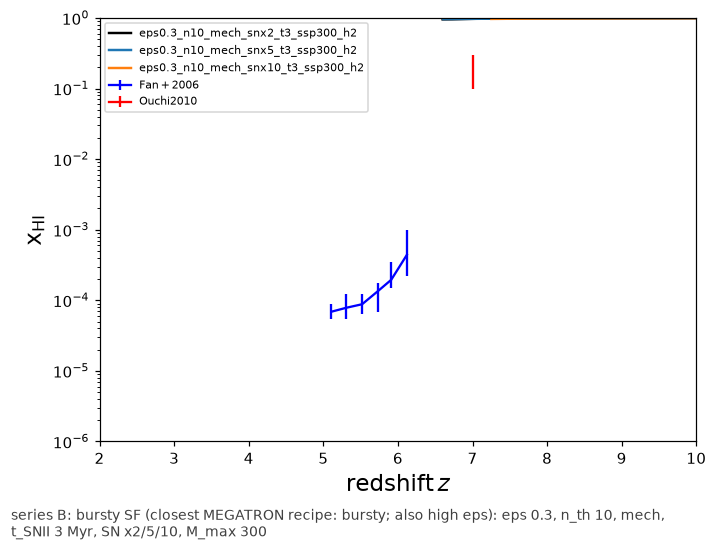 eps0.3_n10_mech_snx2_t3_ssp300_h2
eps0.3_n10_mech_snx5_t3_ssp300_h2
eps0.3_n10_mech_snx10_t3_ssp300_h2
Fan+2006
Ouchi2010
10^0
10^-1
10^-2
10^-3
10^-4
10^-5
10^-6
x_HI
2 3 4 5 6 7 8 9 10
redshift z
series B: bursty SF (closest MEGATRON recipe: bursty; also high eps): eps 0.3, n_th 10, mech,
t_SNII 3 Myr, SN x2/5/10, M_max 300